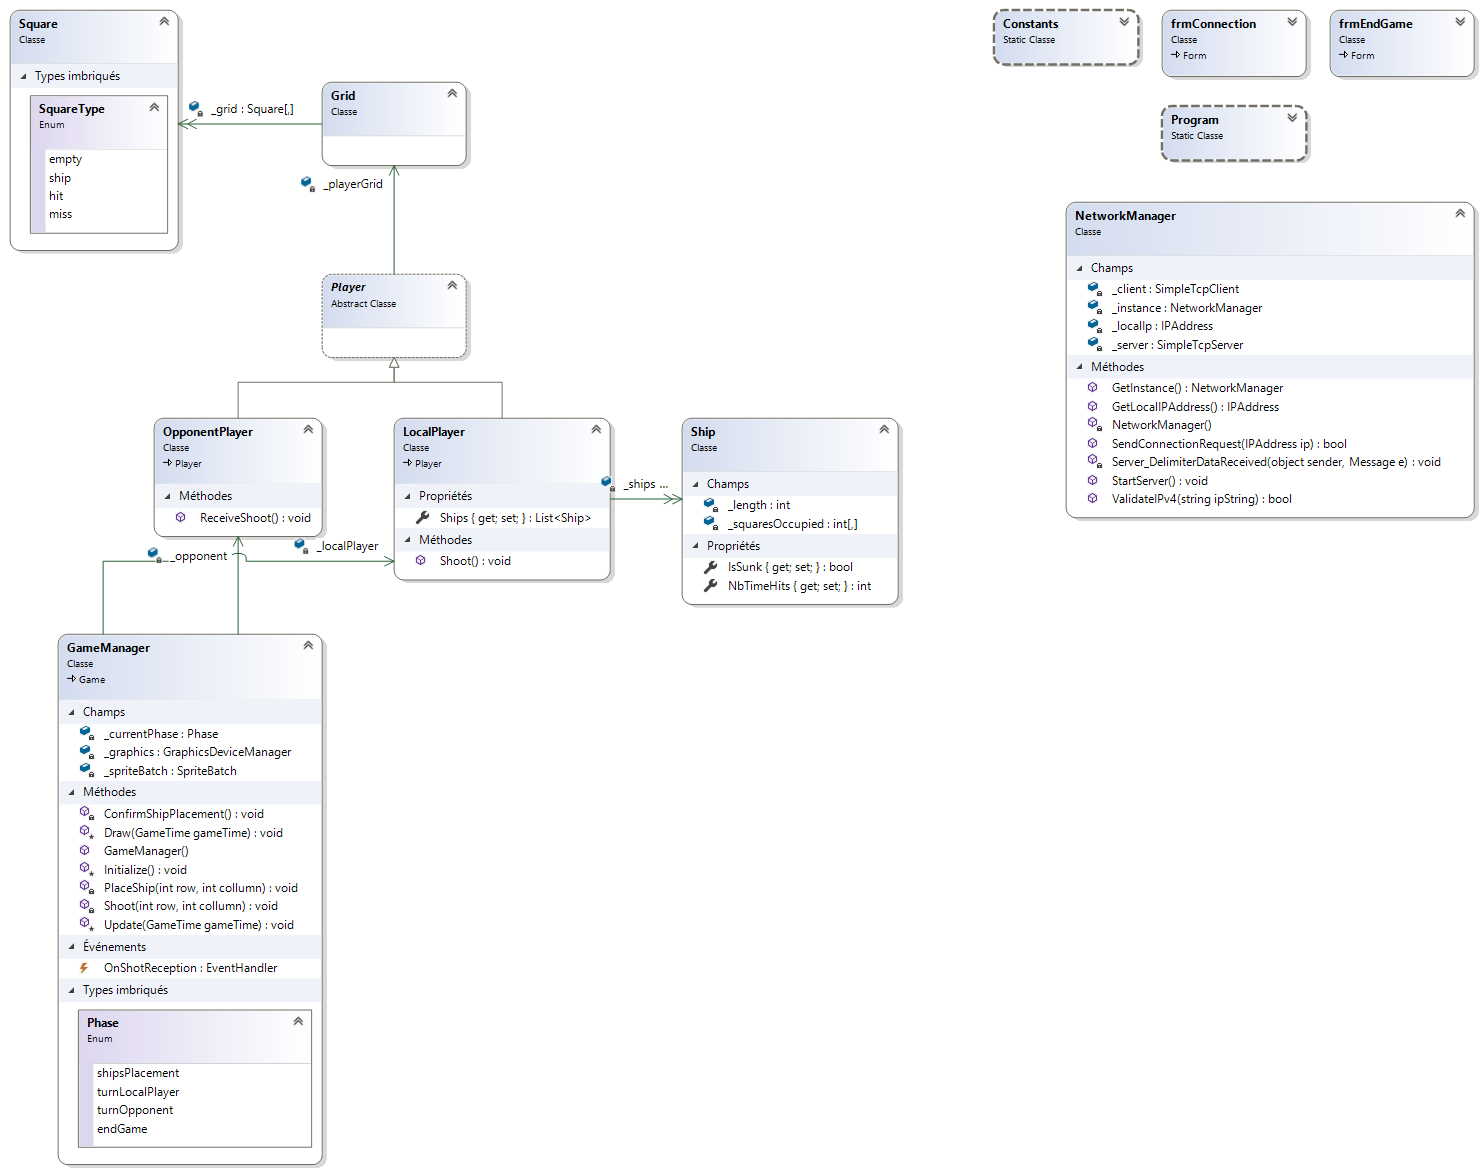 Square
Classe
Types imbriqués
SquareType
Enum
empty
ship
hit
miss
_grid : Square[,]
Grid
Classe
_playerGrid
Player
Abstract Classe
OpponentPlayer
Classe
Player
Méthodes
ReceiveShoot() : void
LocalPlayer
Classe
Player
Propriétés
Ships { get; set; } : List<Ship>
Méthodes
Shoot() : void
_ships ...
Ship
Classe
Champs
_length : int
_squaresOccupied : int[,]
Propriétés
IsSunk { get; set; } : bool
NbTimeHits { get; set; } : int
_opponent
_localPlayer
GameManager
Classe
Game
Champs
_currentPhase : Phase
_graphics : GraphicsDeviceManager
_spriteBatch : SpriteBatch
Méthodes
ConfirmShipPlacement() : void
Draw(GameTime gameTime) : void
GameManager()
Initialize() : void
PlaceShip(int row, int collumn) : void
Shoot(int row, int collumn) : void
Update(GameTime gameTime) : void
Événements
OnShotReception : EventHandler
Types imbriqués
Phase
Enum
shipsPlacement
turnLocalPlayer
turnOpponent
endGame
Constants
Static Classe
frmConnection
Classe
Form
frmEndGame
Classe
Form
Program
Static Classe
NetworkManager
Classe
Champs
_client : SimpleTcpClient
_instance : NetworkManager
_localIp : IPAddress
_server : SimpleTcpServer
Méthodes
GetInstance() : NetworkManager
GetLocalIPAddress() : IPAddress
NetworkManager()
SendConnectionRequest(IPAddress ip) : bool
Server_DelimiterDataReceived(object sender, Message e) : void
StartServer() : void
ValidateIPv4(string ipString) : bool